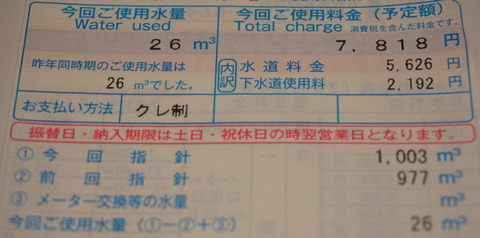 今回ご使用水量 今回ご使用料金(予定額)
Water used Total charge 消費税を含んだ料金です。
26 m³ 7,818 円
昨年同時期のご使用水量は 内訳 水道料金 5,626 円
26 m³でした。 下水道使用料 2,192 円
お支払い方法 クレ制
振替日・納入期限は土日・祝休日の時翌営業日となります。
① 今回指針 1,003 m³
② 前回指針 977 m³
③ メーター交換等の水量 m³
今回ご使用水量(①-②+③) 26 m³